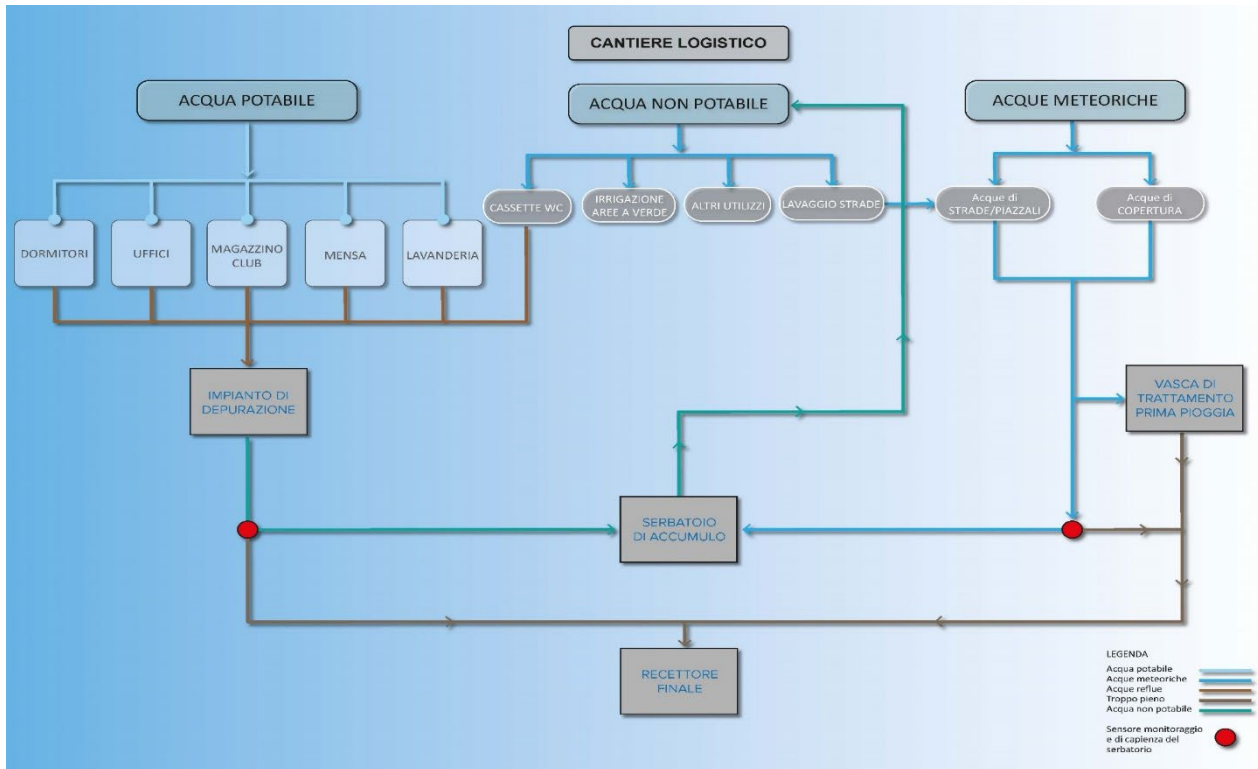 CANTIERE LOGISTICO
ACQUA POTABILE
ACQUA NON POTABILE
ACQUE METEORICHE
CASSETTE WC
IRRIGAZIONE
AREE A VERDE
ALTRI UTILIZZI
LAVAGGIO STRADE
Acque di
STRADE/PIAZZALI
Acque di
COPERTURA
DORMITORI
UFFICI
MAGAZZINO
CLUB
MENSA
LAVANDERIA
IMPIANTO DI
DEPURAZIONE
VASCA DI
TRATTAMENTO
PRIMA PIOGGIA
SERBATOIO
DI ACCUMULO
RECETTORE
FINALE
LEGENDA
Acqua potabile
Acque meteoriche
Acque reflue
Troppo pieno
Acqua non potabile
Sensore monitoraggio
e di capienza del
serbatorio